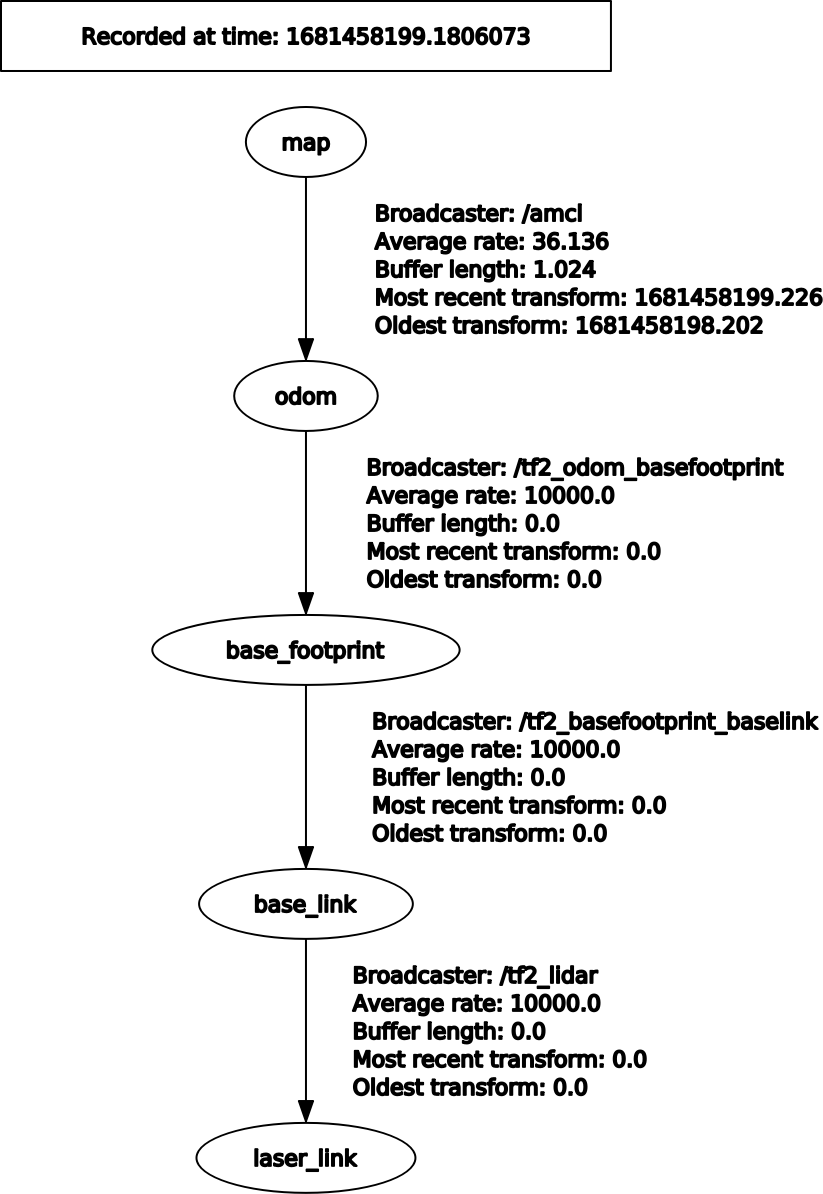 Recorded at time: 1681458199.1806073
map
Broadcaster: /amcl
Average rate: 36.136
Buffer length: 1.024
Most recent transform: 1681458199.226
Oldest transform: 1681458198.202
odom
Broadcaster: /tf2_odom_basefootprint
Average rate: 10000.0
Buffer length: 0.0
Most recent transform: 0.0
Oldest transform: 0.0
base_footprint
Broadcaster: /tf2_basefootprint_baselink
Average rate: 10000.0
Buffer length: 0.0
Most recent transform: 0.0
Oldest transform: 0.0
base_link
Broadcaster: /tf2_lidar
Average rate: 10000.0
Buffer length: 0.0
Most recent transform: 0.0
Oldest transform: 0.0
laser_link